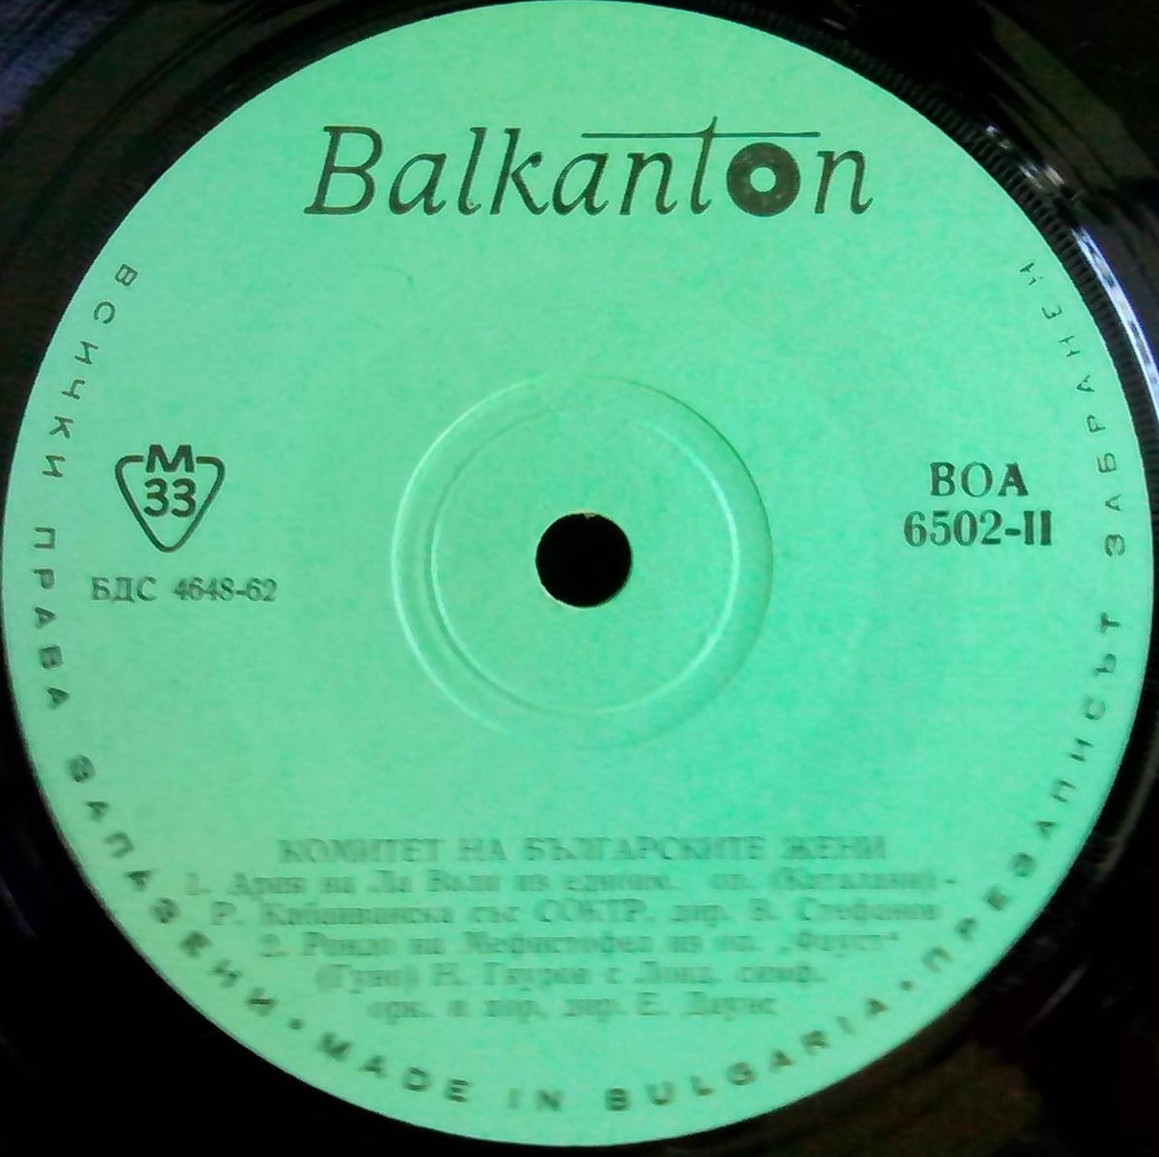 Balkanton
М
33
БДС 4648-62
ВОА
6502-II
КОМИТЕТ НА БЪЛГАРСКИТЕ ЖЕНИ
1. Ария на Ла Вали из едноим. оп. (Каталани) -
Р. Кабаиванска със СОКТР, дир. В. Стефанов
2. Рондо на Мефистофел из оп. „Фауст“
(Гуно) Н. Гяуров с Лонд. симф.
орк. и хор, дир. Е. Даунс
ВСИЧКИ ПРАВА ЗАПАЗЕНИ • MADE IN BULGARIA • ПРЕЗАПИСЪТ ЗАБРАНЕН